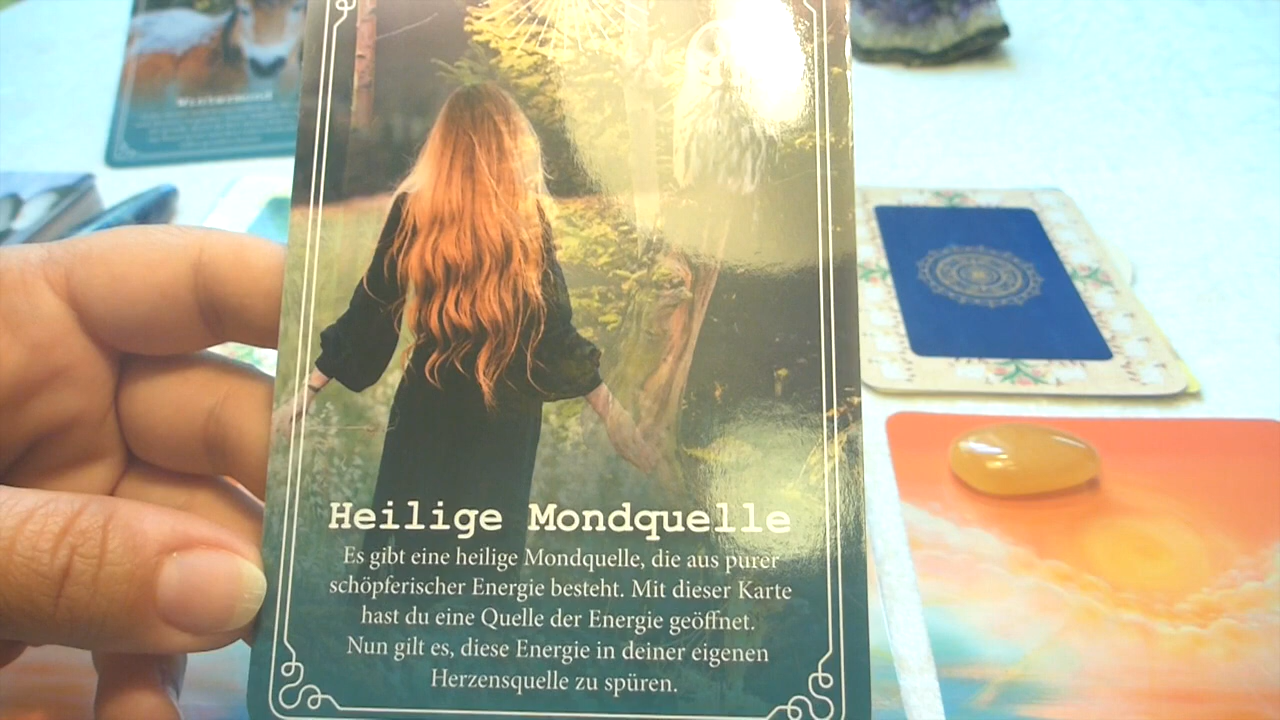 Wintermond
Heilige Mondquelle
Es gibt eine heilige Mondquelle, die aus purer
schöpferischer Energie besteht. Mit dieser Karte
hast du eine Quelle der Energie geöffnet.
Nun gilt es, diese Energie in deiner eigenen
Herzensquelle zu spüren.